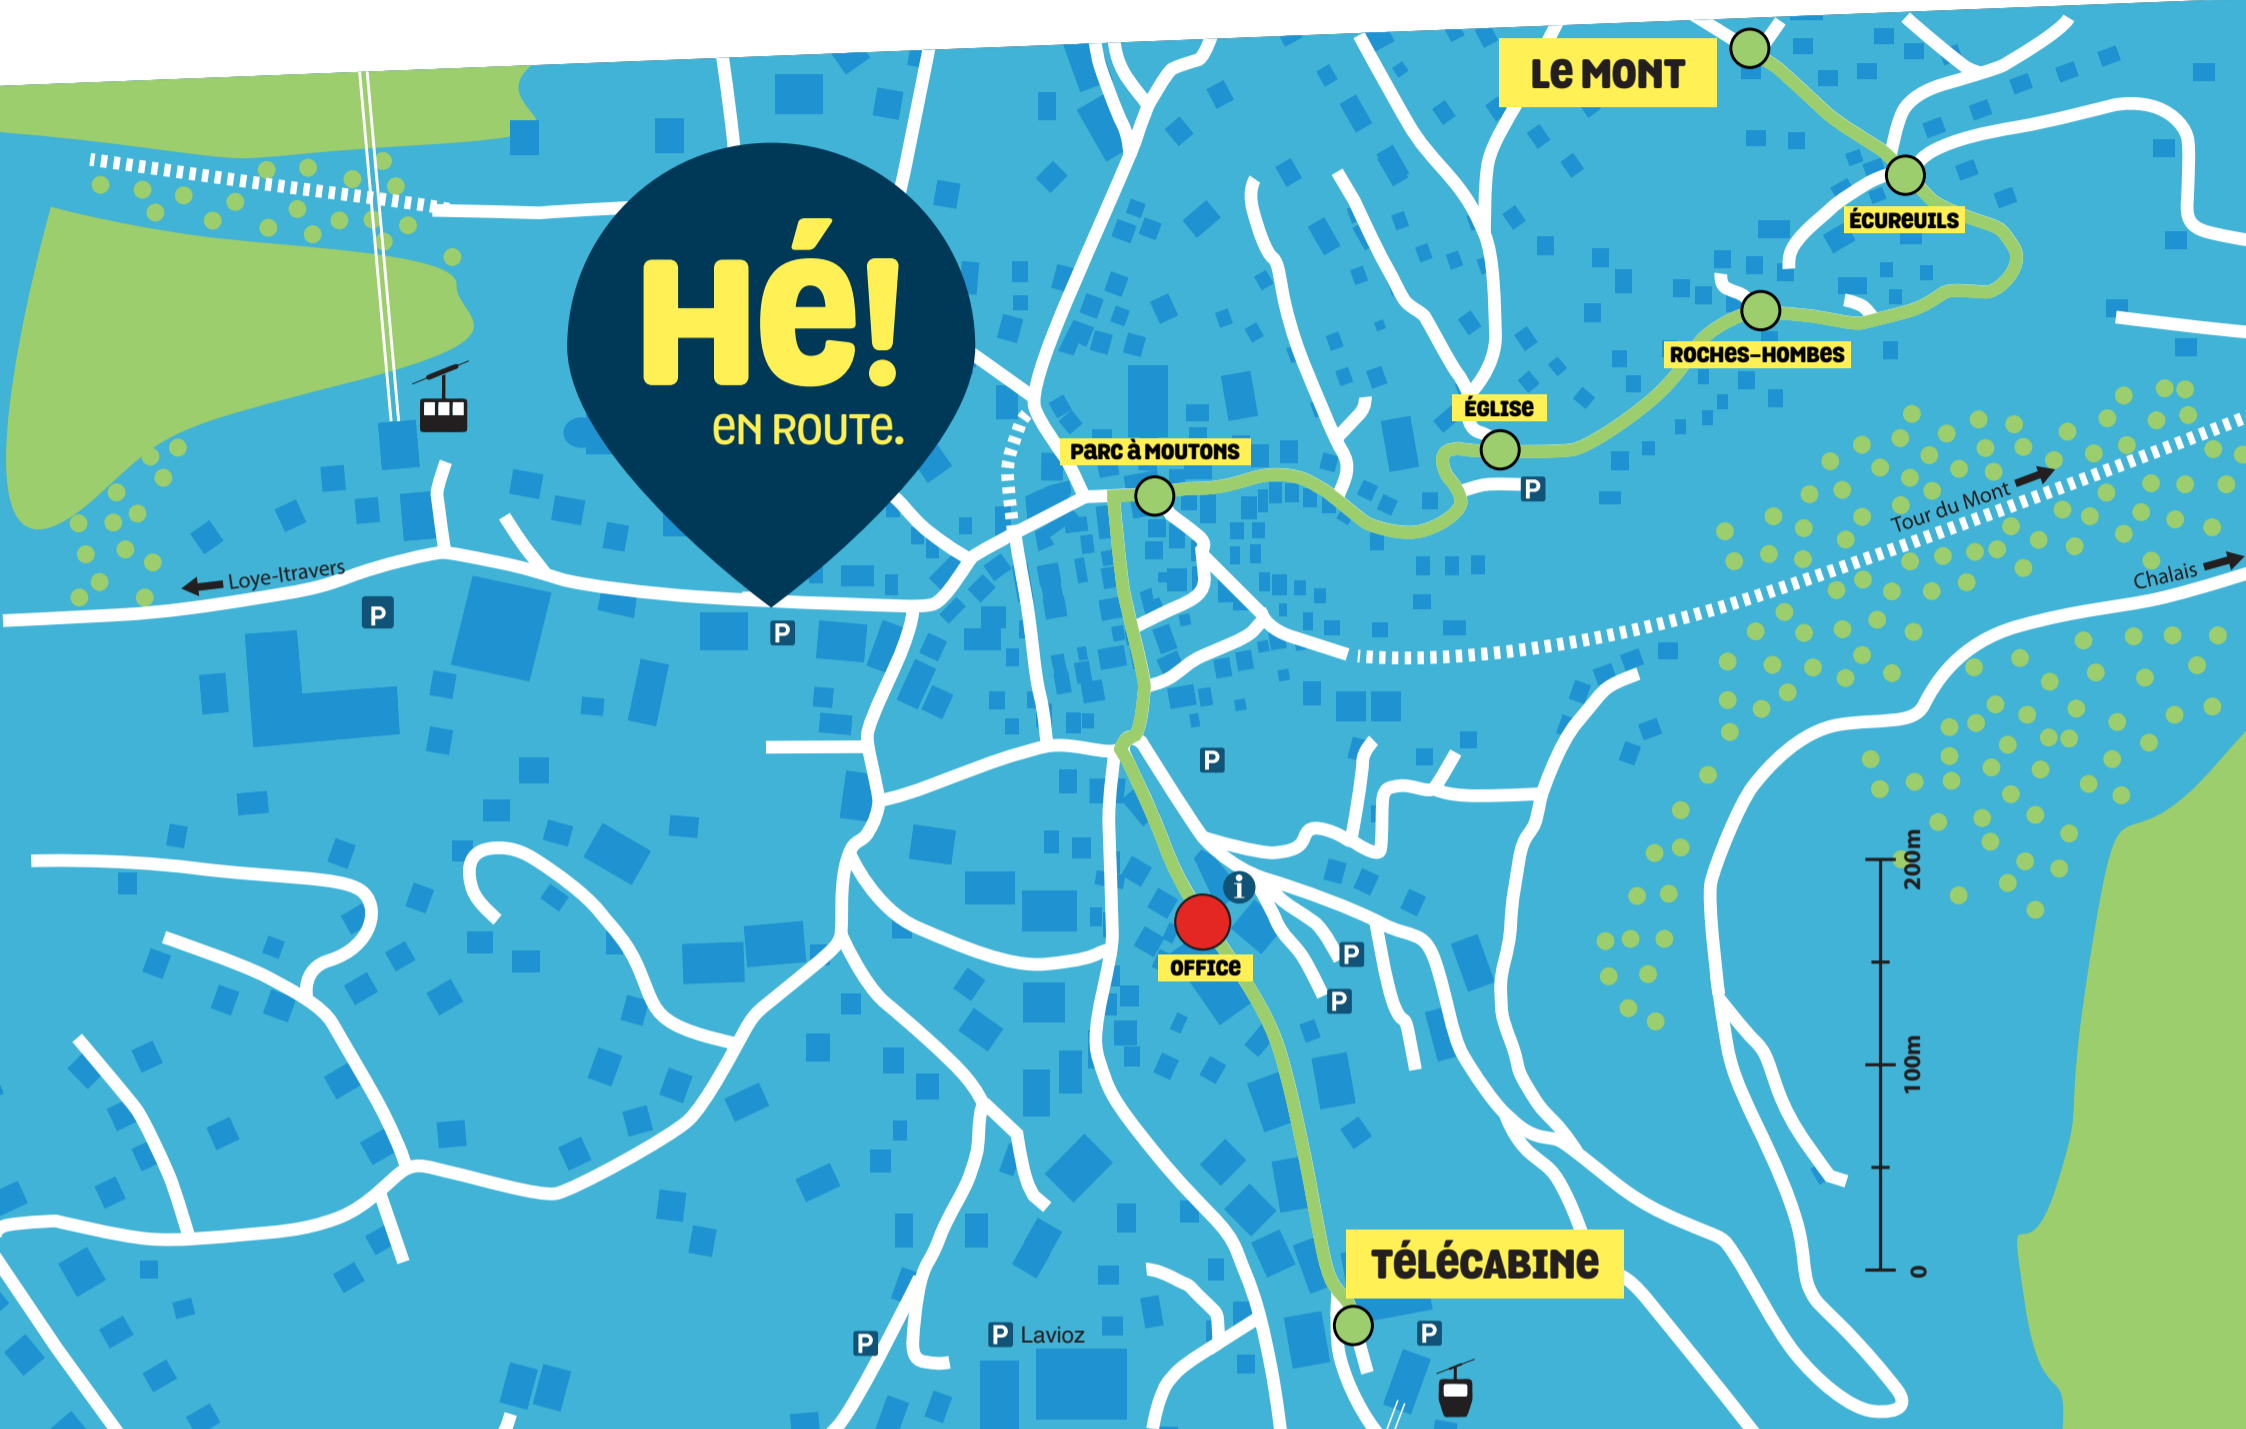 Le MONT
ÉCUReUILS
Hé!
eN ROUTe.
ROCHeS-HOMBeS
ÉGLISe
PaRC à MOUTONS
P
Tour du Mont
Chalais
Loye-Itravers
P
P
P
200m
i
P
OFFICe
P
100m
TÉLÉCABINe
0
P
P Lavioz
P